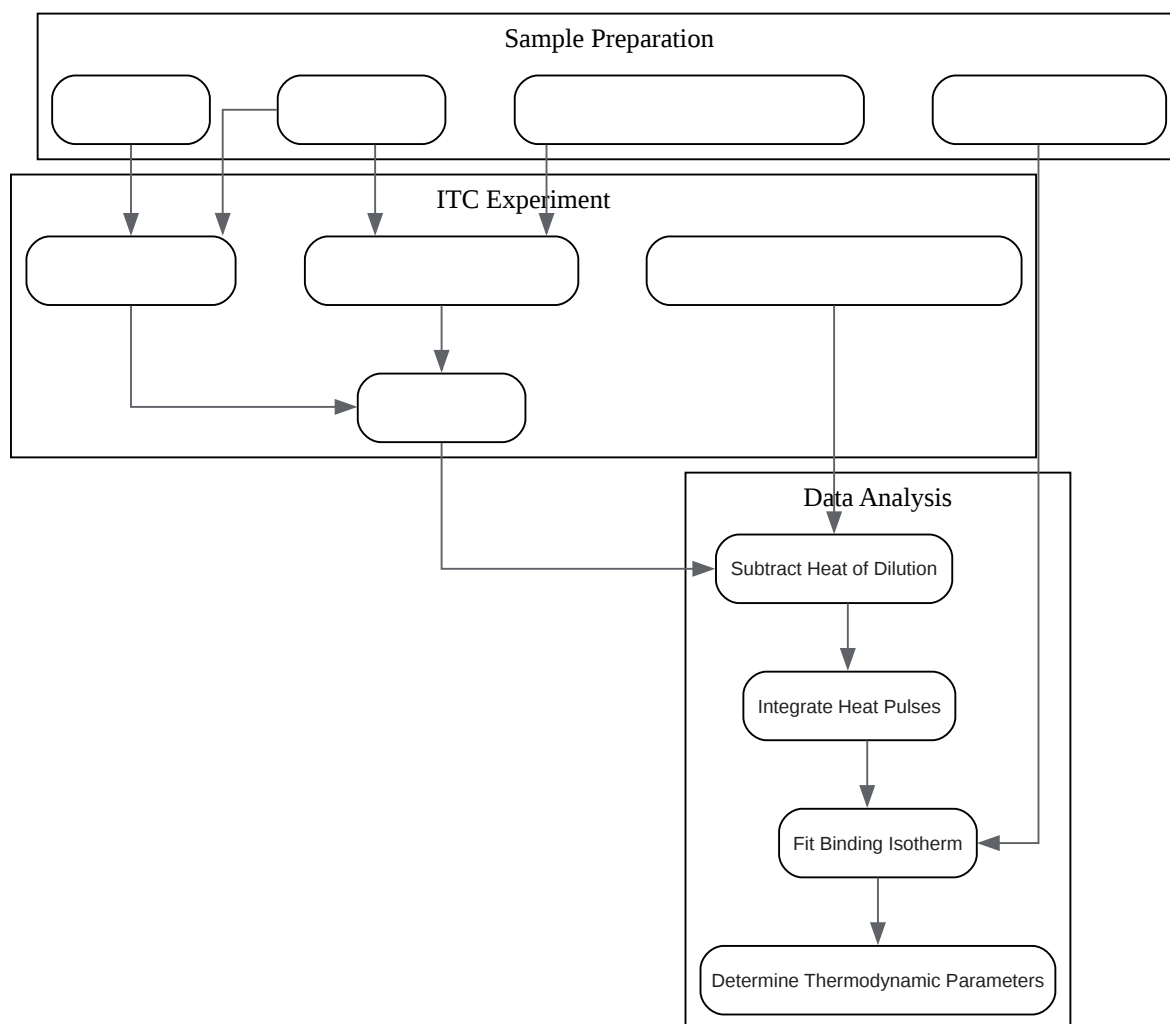 Sample Preparation
ITC Experiment
Data Analysis
Subtract Heat of Dilution
Integrate Heat Pulses
Fit Binding Isotherm
Determine Thermodynamic Parameters